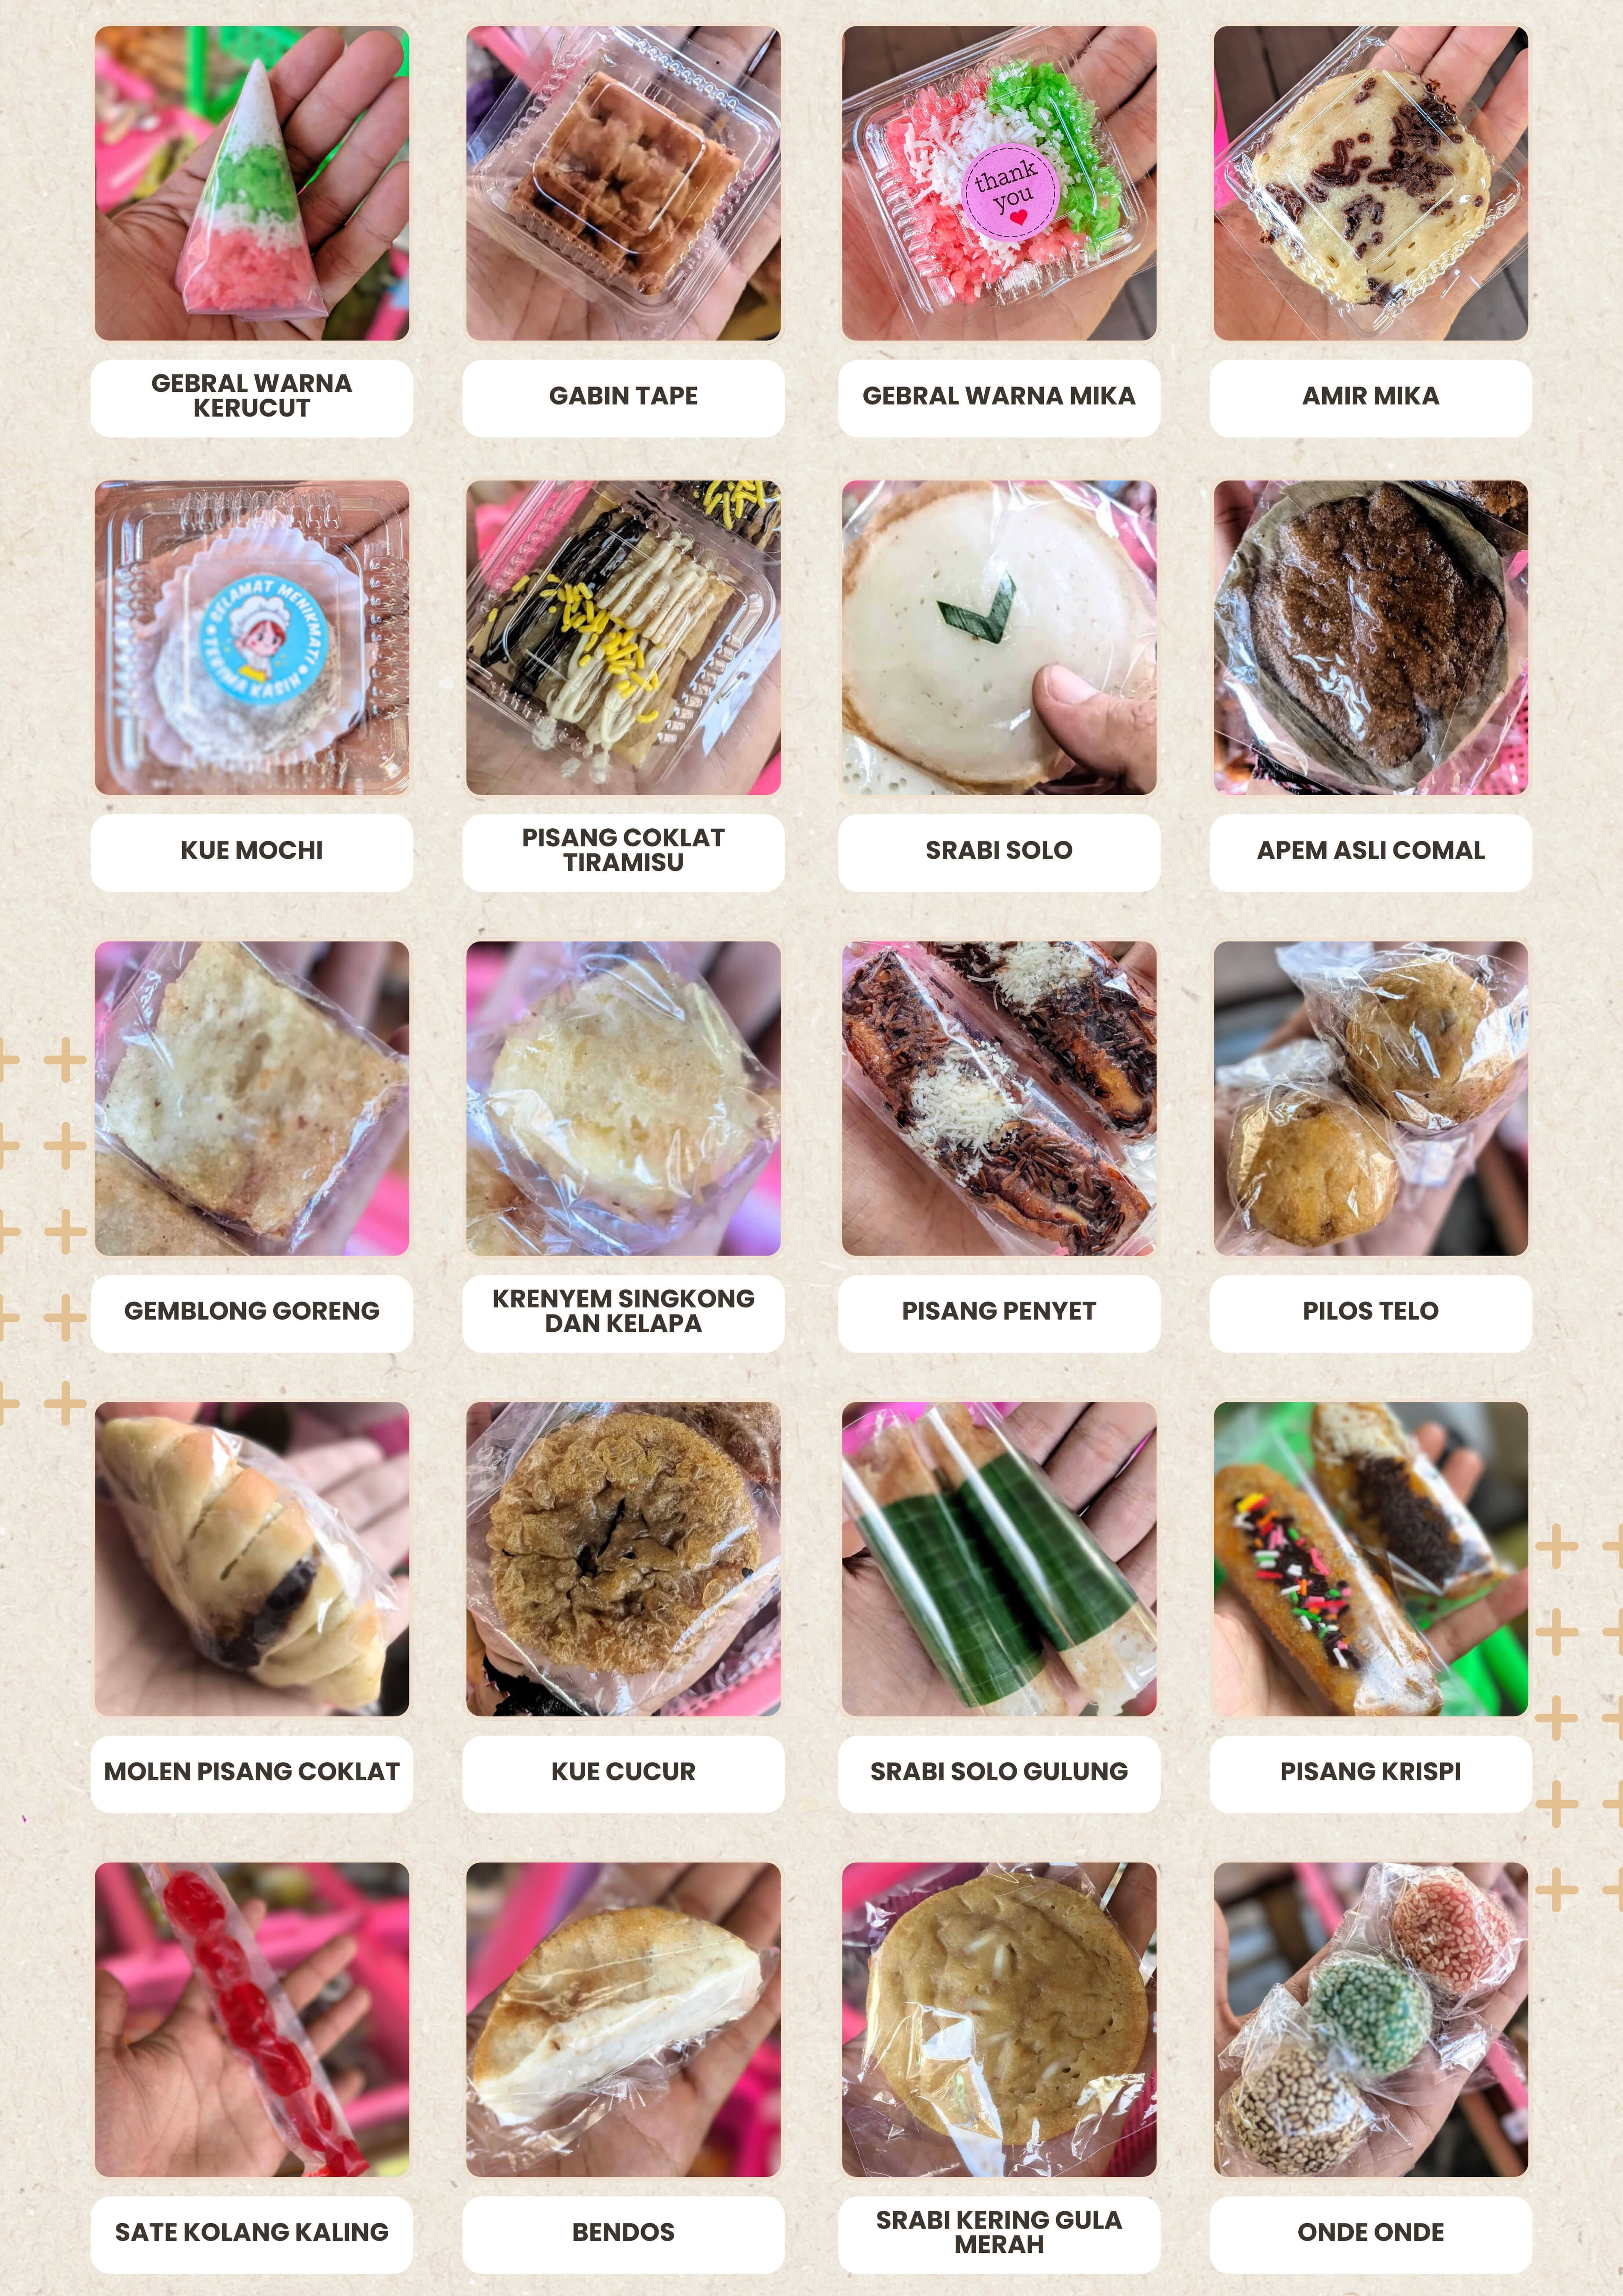 thank
you
GEBRAL WARNA
KERUCUT
GABIN TAPE
GEBRAL WARNA MIKA
AMIR MIKA
SELAMAT MENIKMATI
TERIMA KASIH
KUE MOCHI
PISANG COKLAT
TIRAMISU
SRABI SOLO
APEM ASLI COMAL
GEMBLONG GORENG
KRENYEM SINGKONG
DAN KELAPA
PISANG PENYET
PILOS TELO
MOLEN PISANG COKLAT
KUE CUCUR
SRABI SOLO GULUNG
PISANG KRISPI
SATE KOLANG KALING
BENDOS
SRABI KERING GULA
MERAH
ONDE ONDE